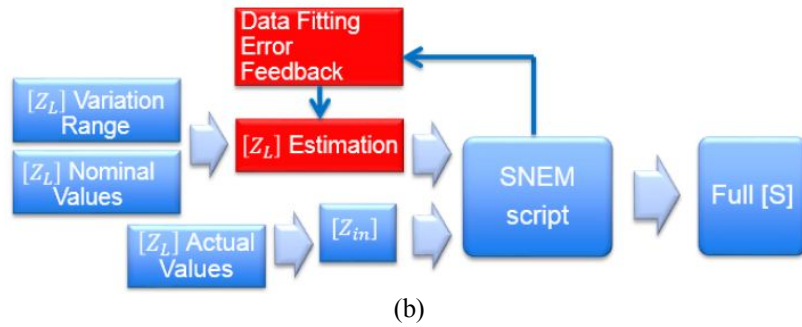 Data Fitting
Error
Feedback
[Z_L] Variation
Range
[Z_L] Estimation
[Z_L] Nominal
Values
SNEM
script
Full [S]
[Z_L] Actual
Values
[Z_in]
(b)